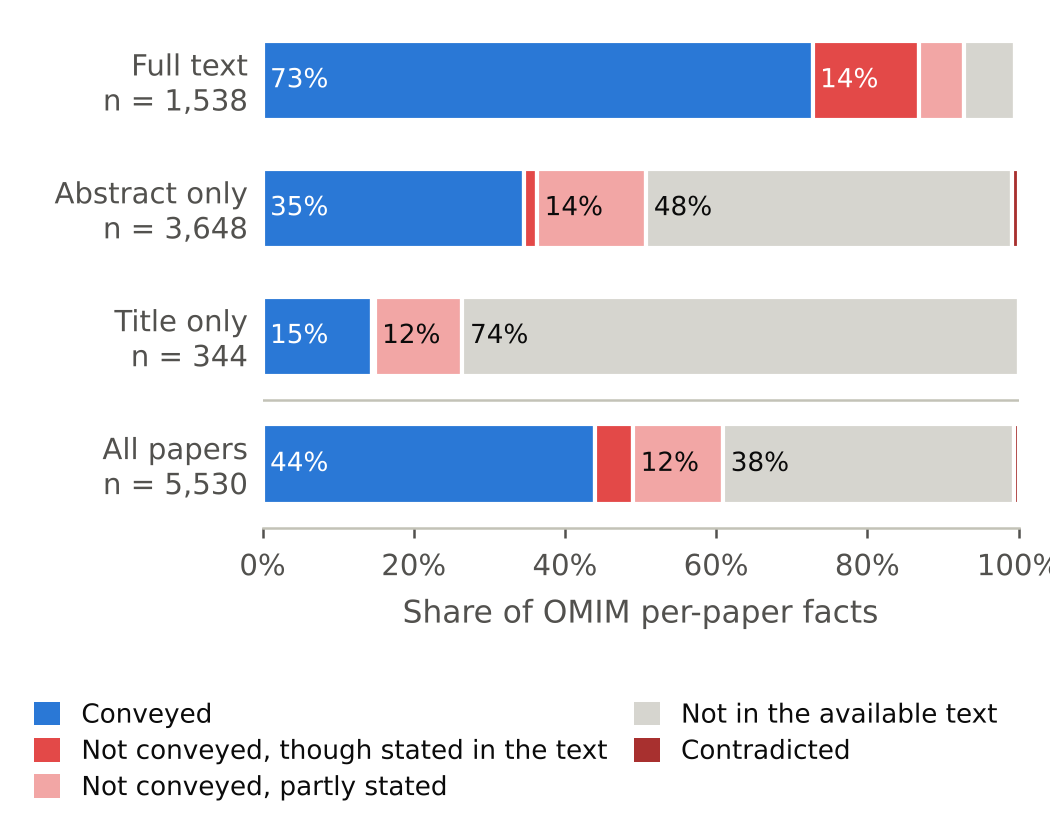 Full text
n = 1,538
73%
14%
Abstract only
n = 3,648
35%
14%
48%
Title only
n = 344
15%
12%
74%
All papers
n = 5,530
44%
12%
38%
0%
20%
40%
60%
80%
100%
Share of OMIM per-paper facts
Conveyed
Not conveyed, though stated in the text
Not conveyed, partly stated
Not in the available text
Contradicted